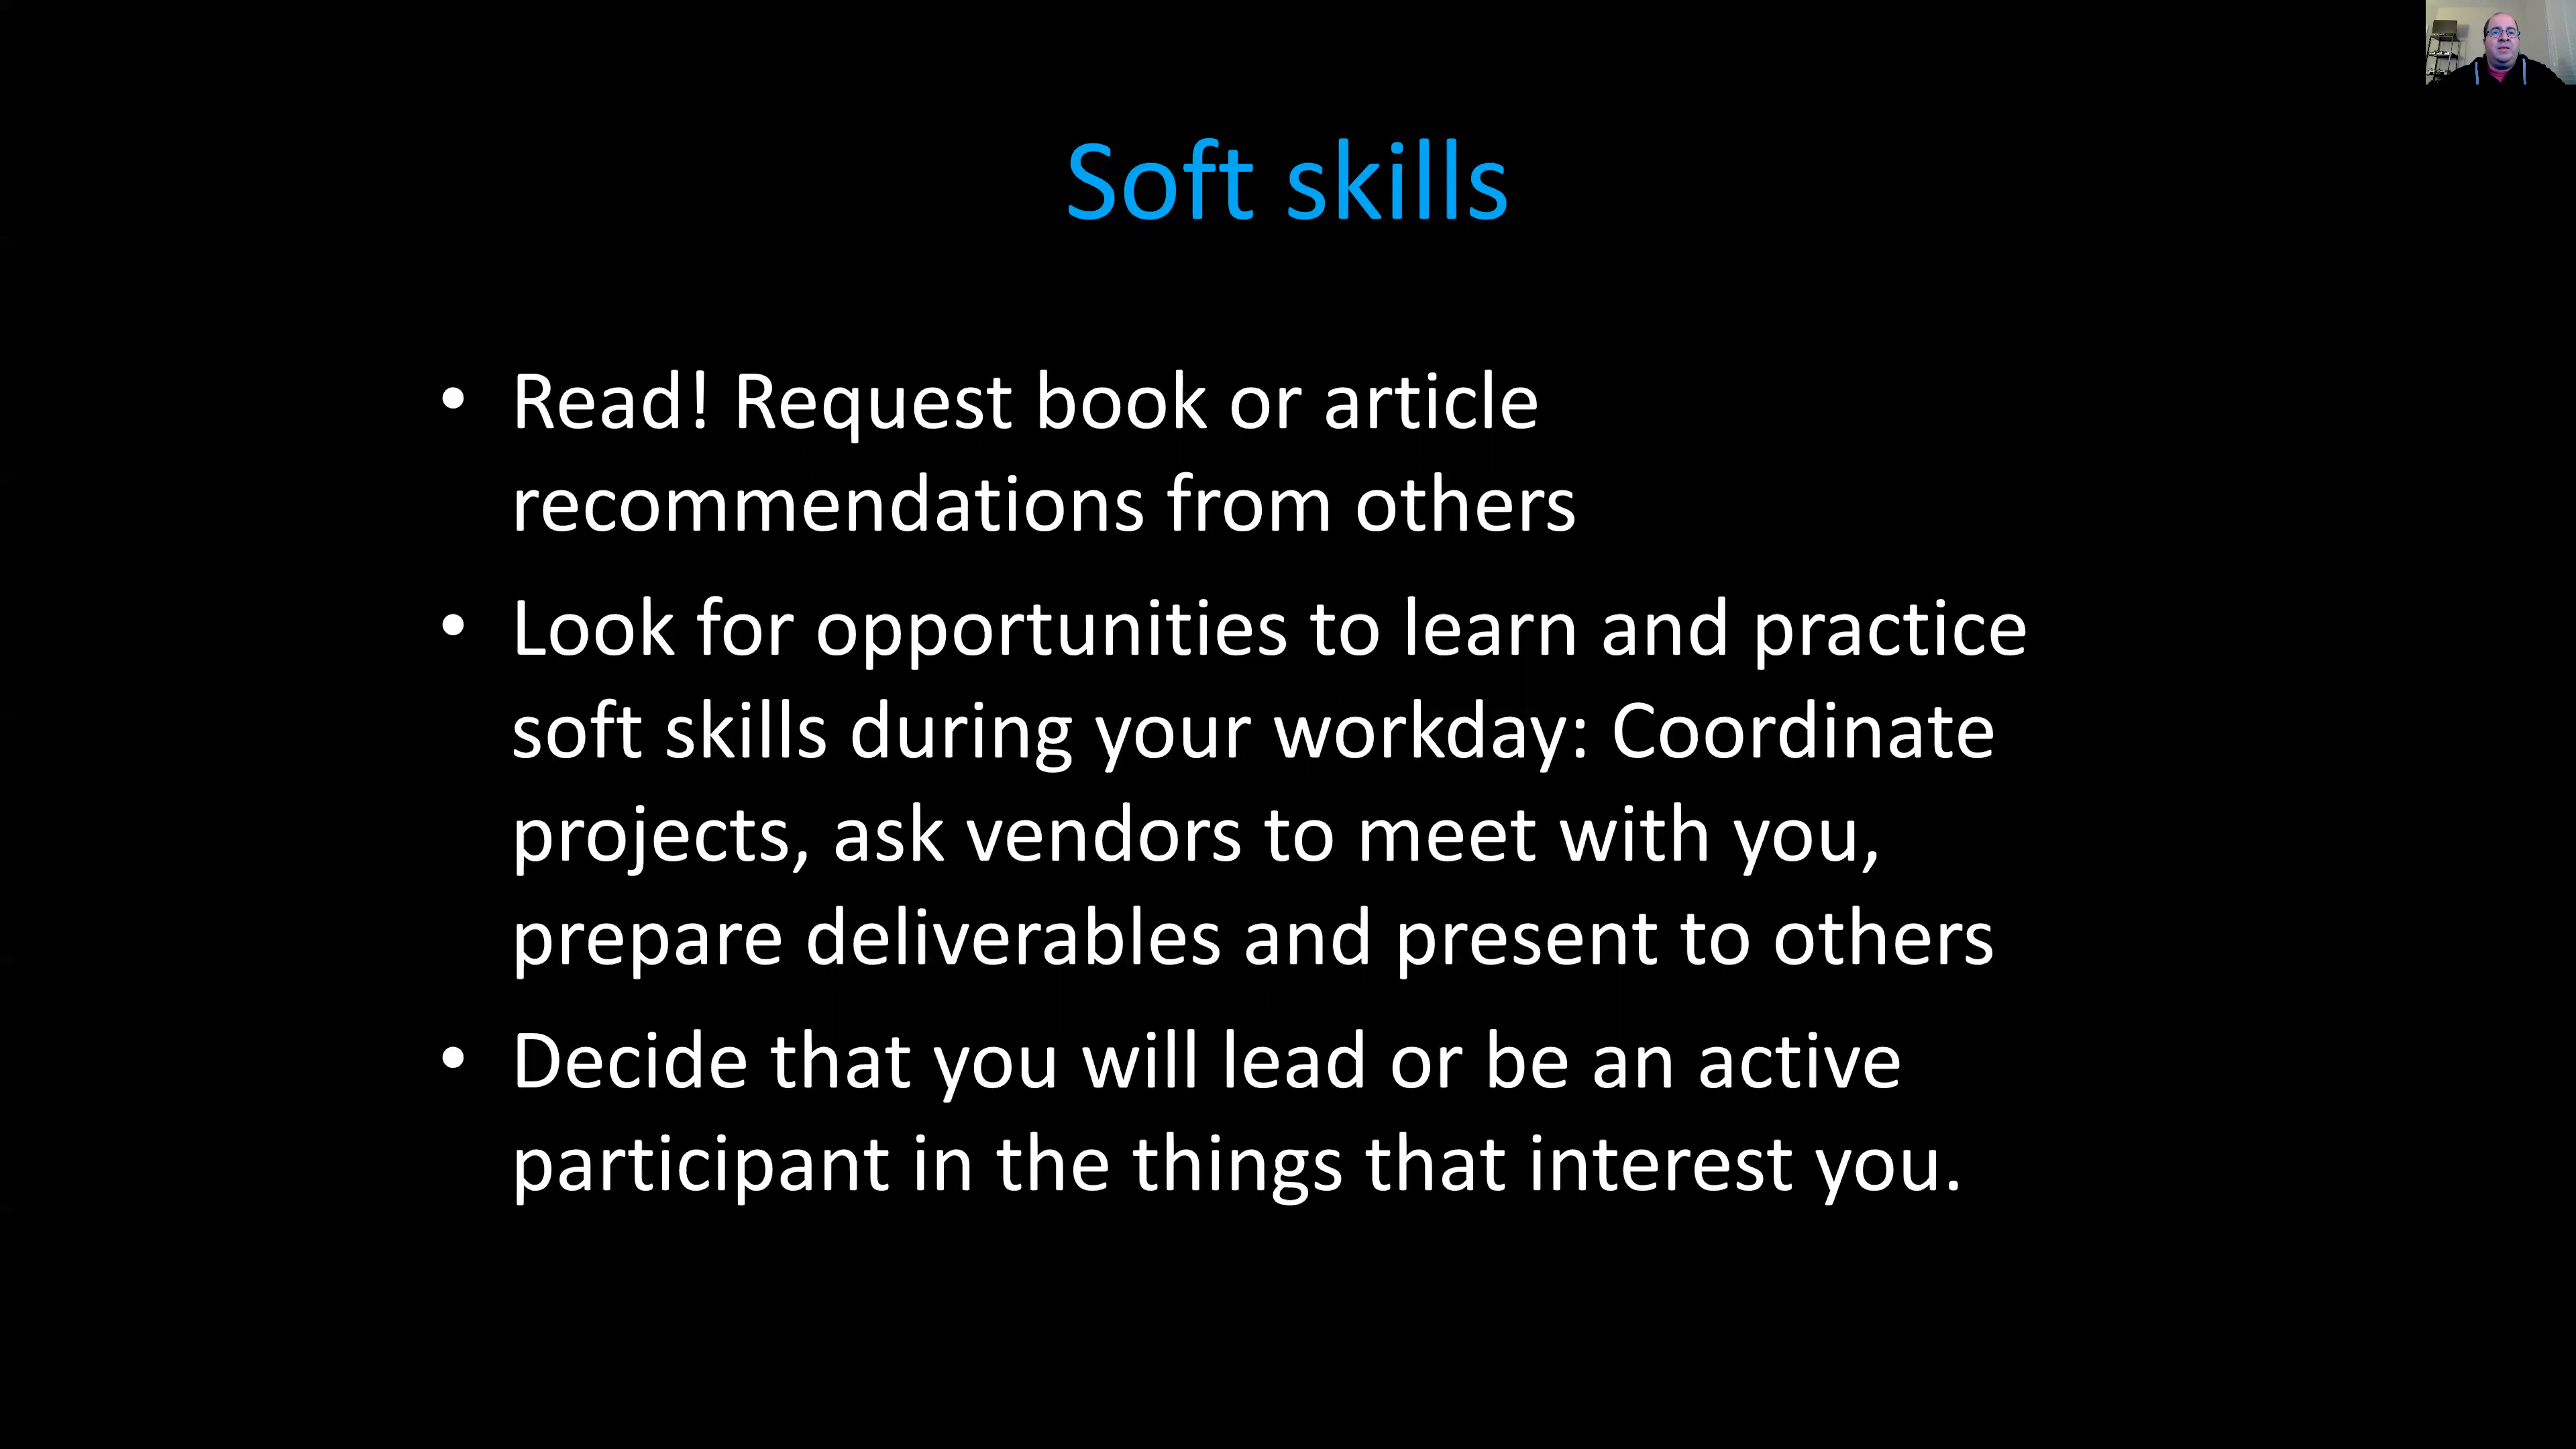 Soft skills
• Read! Request book or article
recommendations from others
• Look for opportunities to learn and practice
soft skills during your workday: Coordinate
projects, ask vendors to meet with you,
prepare deliverables and present to others
• Decide that you will lead or be an active
participant in the things that interest you.